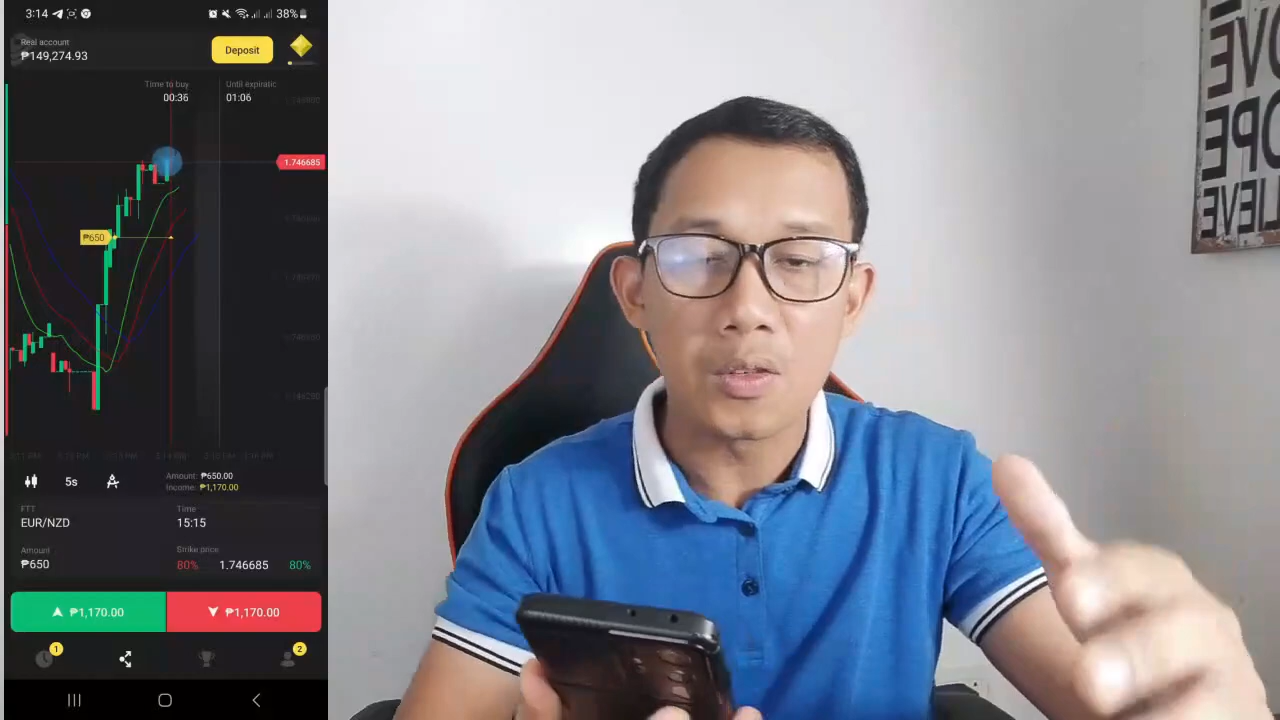 3:14
38%
Real account
₱149,274.93
Deposit
Time to buy
00:36
Until expiration
01:06
1.746685
₱650
5s
Amount: ₱650.00
Income: ₱1,170.00
FTT
EUR/NZD
Time
15:15
Amount
₱650
Strike price
80%
1.746685
80%
₱1,170.00
₱1,170.00
1
2